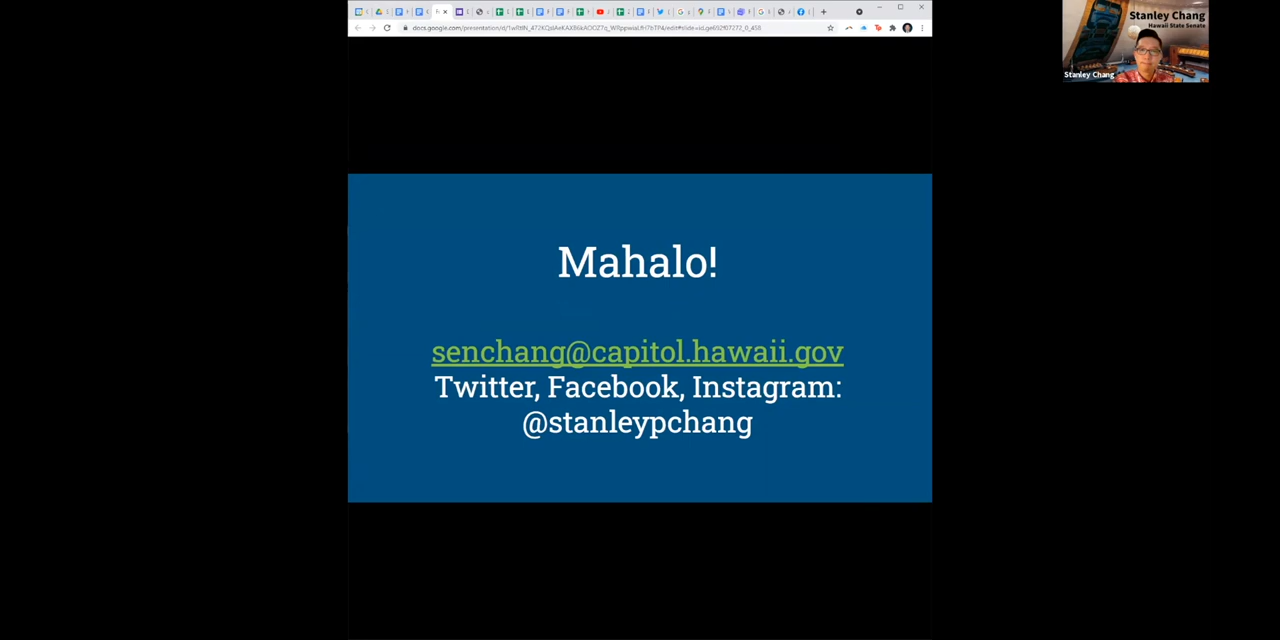 Stanley Chang
Hawaii State Senate
Stanley Chang
Mahalo!
senchang@capitol.hawaii.gov
Twitter, Facebook, Instagram:
@stanleypchang